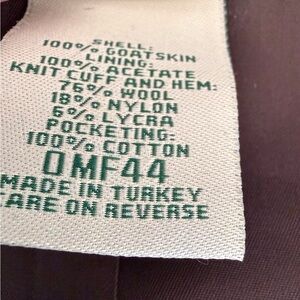 SHELL:
100% GOATSKIN
LINING:
100% ACETATE
KNIT CUFF AND HEM:
76% WOOL
18% NYLON
6% LYCRA
POCKETING:
100% COTTON
0MF44
MADE IN TURKEY
CARE ON REVERSE